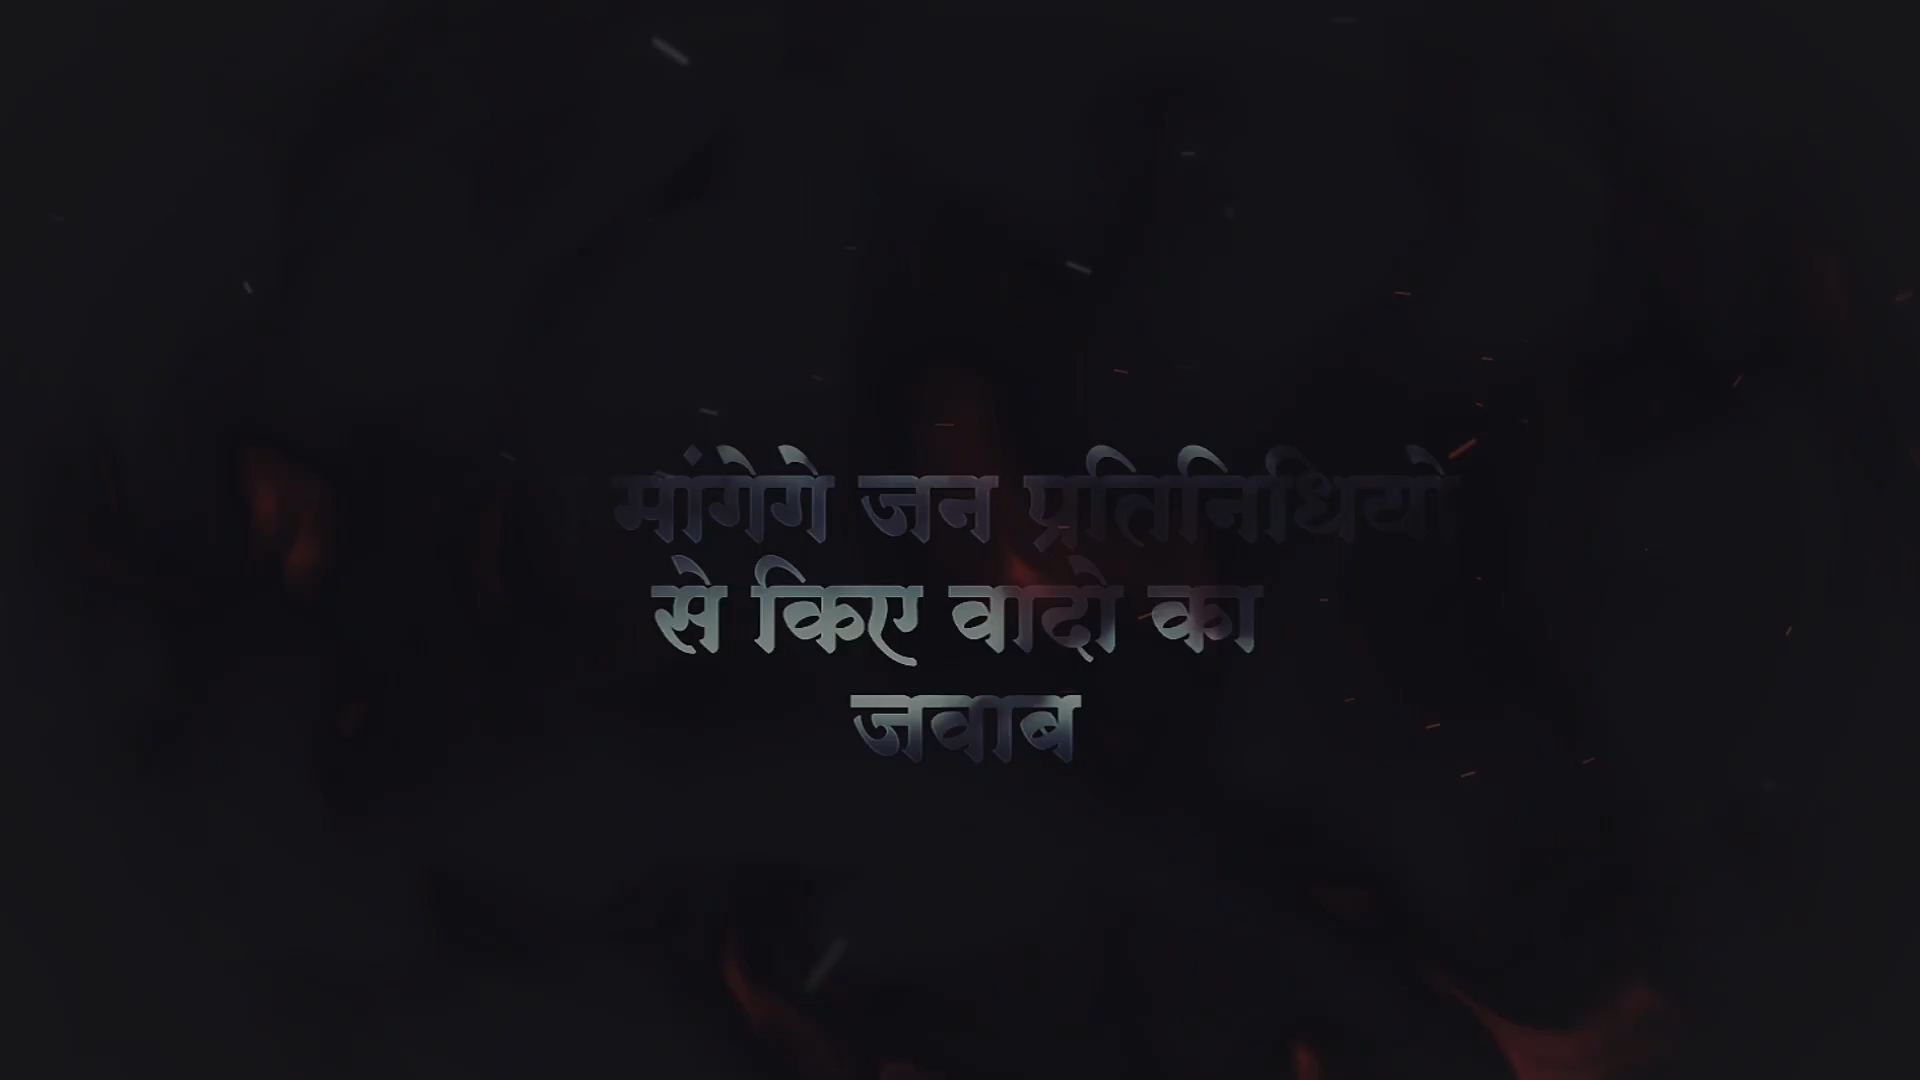 मांगेगे जन प्रतिनिधियो
से किए वादो का
जवाब